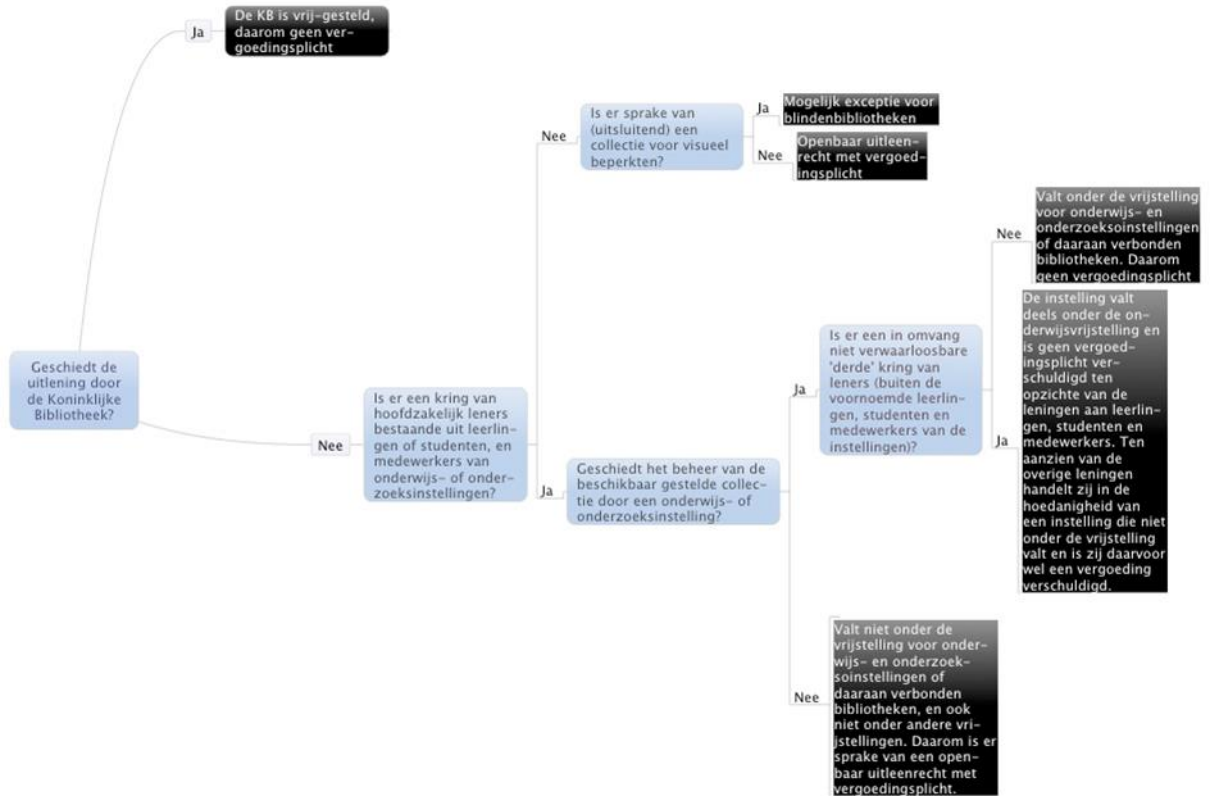 Ja
De KB is vrij-gesteld,
daarom geen ver-
goedingsplicht
Geschiedt de
uitlening door
de Koninklijke
Bibliotheek?
Nee
Is er een kring van
hoofdzakelijk leners
bestaande uit leerlin-
gen of studenten, en
medewerkers van
onderwijs- of onder-
zoeksinstellingen?
Nee
Is er sprake van
(uitsluitend) een
collectie voor visueel
beperkten?
Ja
Mogelijk exceptie voor
blindenbibliotheken
Nee
Openbaar uitleen-
recht met vergoed-
ingsplicht
Ja
Geschiedt het beheer van de
beschikbaar gestelde collec-
tie door een onderwijs- of
onderzoeksinstelling?
Ja
Is er een in omvang
niet verwaarloosbare
'derde' kring van
leners (buiten de
voornoemde leerlin-
gen, studenten en
medewerkers van de
instellingen)?
Nee
Valt onder de vrijstelling
voor onderwijs- en
onderzoeksoinstellingen
of daaraan verbonden
bibliotheken. Daarom
geen vergoedingsplicht
Ja
De instelling valt
deels onder de on-
derwijsvrijstelling en
is geen vergoed-
ingsplicht ver-
schuldigd ten
opzichte van de
leningen aan leerlin-
gen, studenten en
medewerkers. Ten
aanzien van de
overige leningen
handelt zij in de
hoedanigheid van
een instelling die niet
onder de vrijstelling
valt en is zij daarvoor
wel een vergoeding
verschuldigd.
Nee
Valt niet onder de
vrijstelling voor onder-
wijs- en onderzoek-
soinstellingen of
daaraan verbonden
bibliotheken, en ook
niet onder andere vri-
jstellingen. Daarom is er
sprake van een open-
baar uitleenrecht met
vergoedingsplicht.